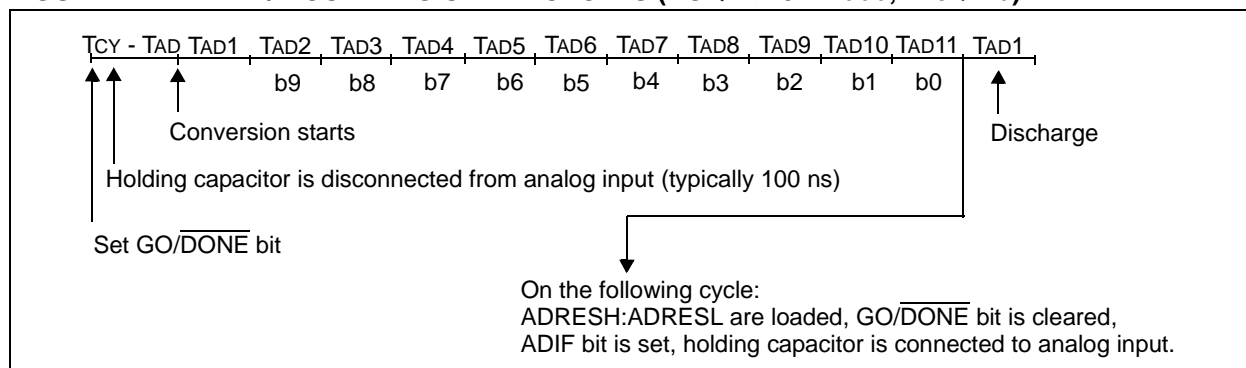 TCY - TAD TAD1 TAD2 TAD3 TAD4 TAD5 TAD6 TAD7 TAD8 TAD9 TAD10 TAD11 TAD1
b9 b8 b7 b6 b5 b4 b3 b2 b1 b0
Conversion starts
Discharge
Holding capacitor is disconnected from analog input (typically 100 ns)
Set GO/DONE bit
On the following cycle:
ADRESH:ADRESL are loaded, GO/DONE bit is cleared,
ADIF bit is set, holding capacitor is connected to analog input.